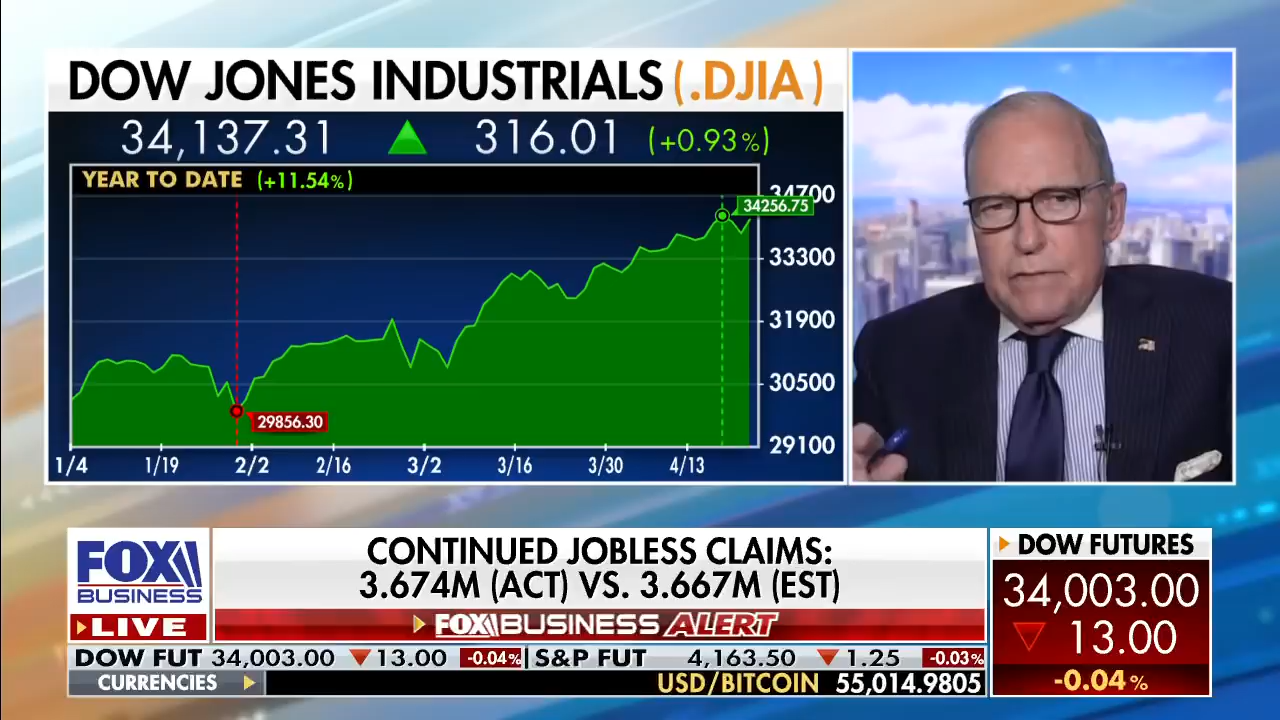 DOW JONES INDUSTRIALS (.DJIA)
34,137.31 ▲ 316.01 (+0.93%)
YEAR TO DATE (+11.54%)
34700
34256.75
33300
31900
30500
29856.30
29100
1/4 1/19 2/2 2/16 3/2 3/16 3/30 4/13
FOX
BUSINESS
LIVE
CONTINUED JOBLESS CLAIMS:
3.674M (ACT) VS. 3.667M (EST)
FOX BUSINESS ALERT
DOW FUTURES
34,003.00
▼ 13.00
-0.04%
DOW FUT 34,003.00 ▼ 13.00 -0.04% S&P FUT 4,163.50 ▼ 1.25 -0.03%
CURRENCIES USD/BITCOIN 55,014.9805